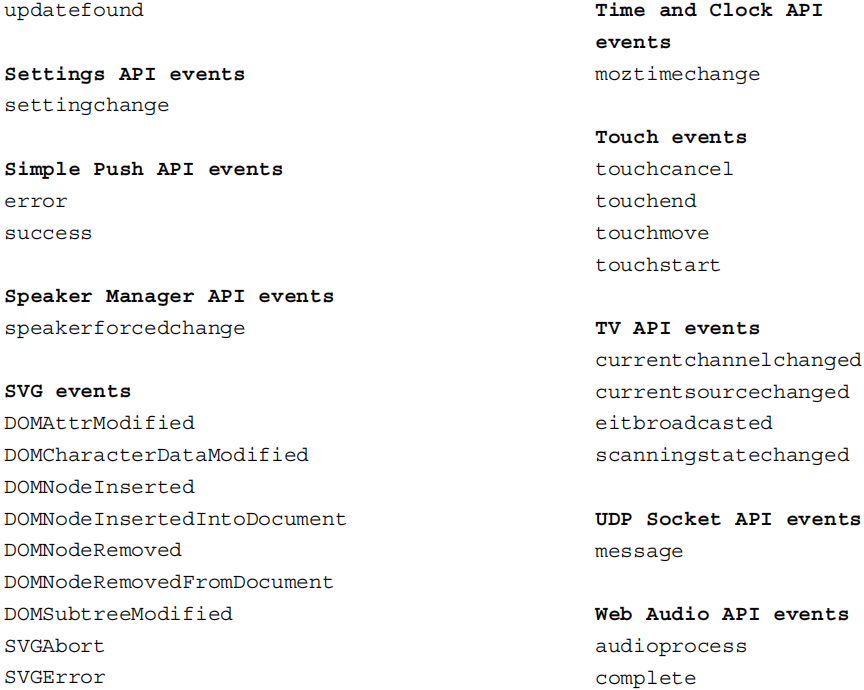 updatefound
Settings API events
settingchange
Simple Push API events
error
success
Speaker Manager API events
speakerforcedchange
SVG events
DOMAttrModified
DOMCharacterDataModified
DOMNodeInserted
DOMNodeInsertedIntoDocument
DOMNodeRemoved
DOMNodeRemovedFromDocument
DOMSubtreeModified
SVGAbort
SVGError
Time and Clock API
events
moztimechange
Touch events
touchcancel
touchend
touchmove
touchstart
TV API events
currentchannelchanged
currentsourcechanged
eitbroadcasted
scanningstatechanged
UDP Socket API events
message
Web Audio API events
audioprocess
complete